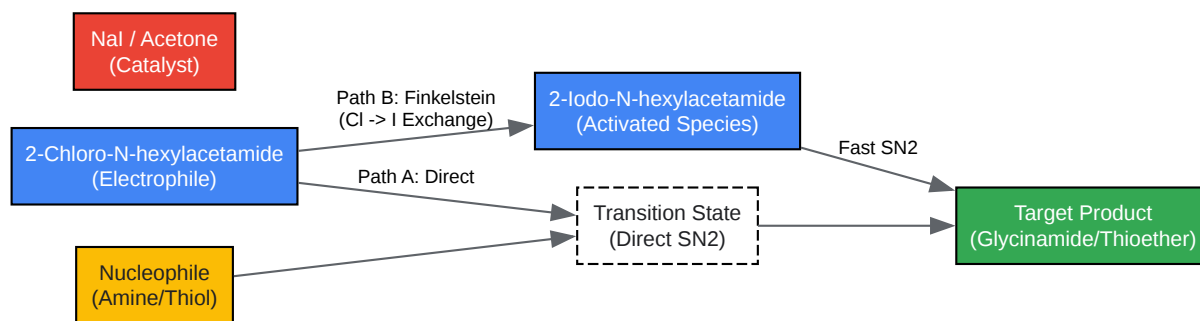 NaI / Acetone
(Catalyst)
Path B: Finkelstein
(Cl -> I Exchange)
2-Iodo-N-hexylacetamide
(Activated Species)
2-Chloro-N-hexylacetamide
(Electrophile)
Fast SN2
Path A: Direct
Transition State
(Direct SN2)
Target Product
(Glycinamide/Thioether)
Nucleophile
(Amine/Thiol)